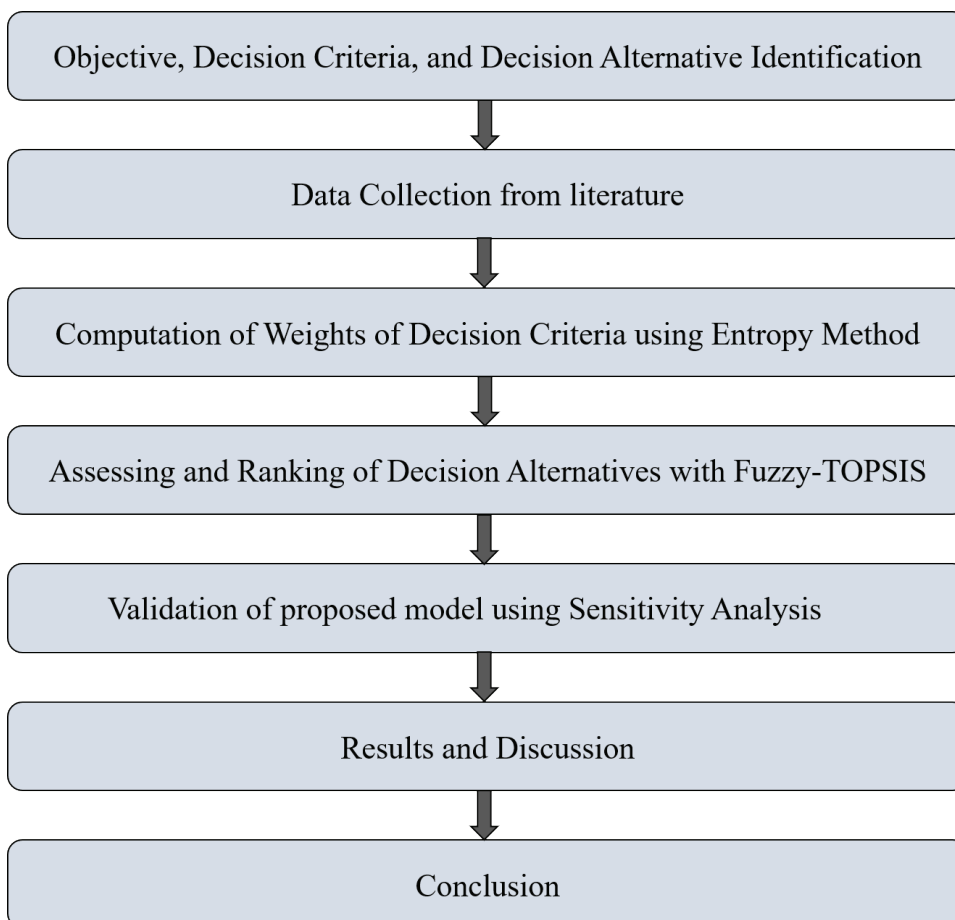 Objective, Decision Criteria, and Decision Alternative Identification
Data Collection from literature
Computation of Weights of Decision Criteria using Entropy Method
Assessing and Ranking of Decision Alternatives with Fuzzy-TOPSIS
Validation of proposed model using Sensitivity Analysis
Results and Discussion
Conclusion